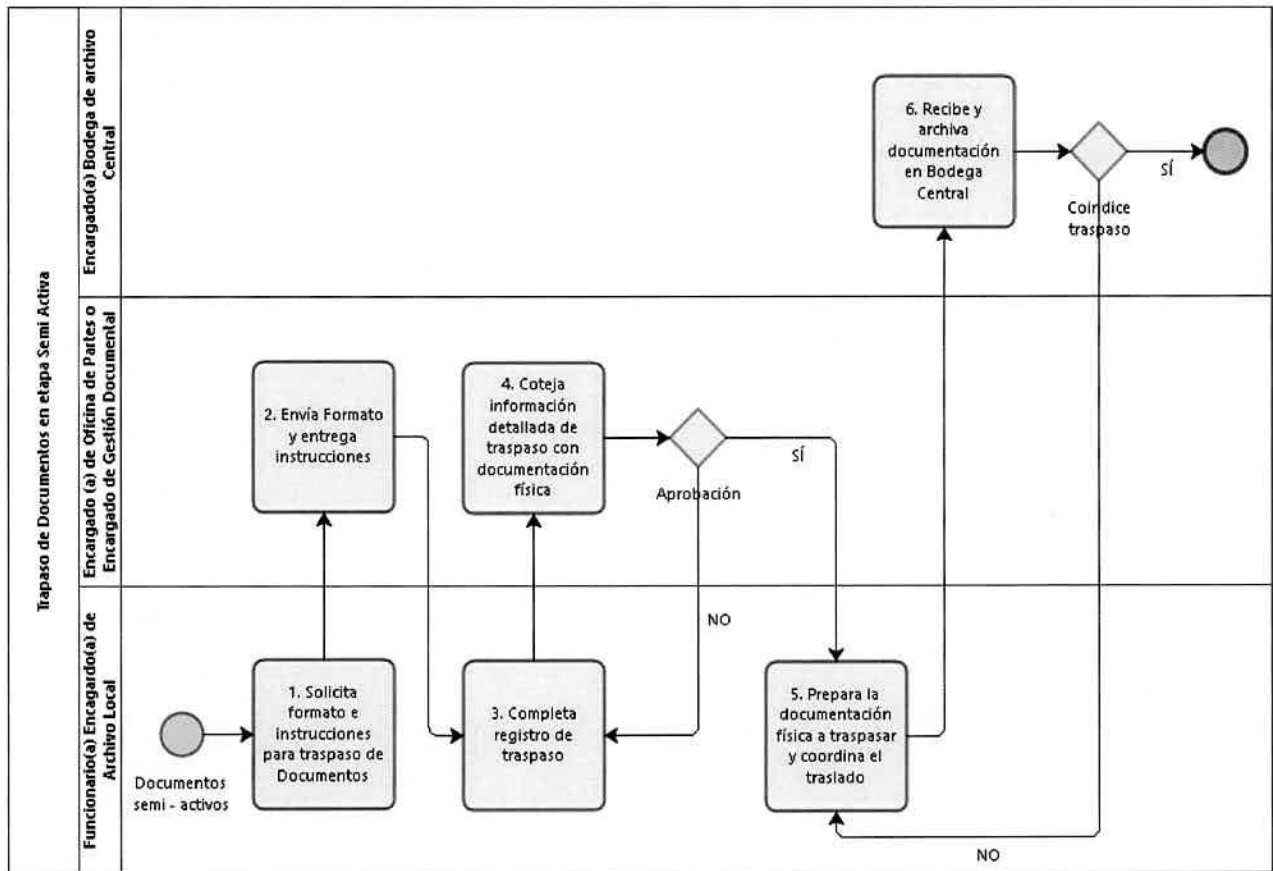 Trapaso de Documentos en etapa Semi Activa
Encargado(a) Bodega de archivo
Central
6. Recibe y
archiva
documentación
en Bodega
Central
SÍ
Coindice
traspaso
Encargado (a) de Oficina de Partes o
Encargado de Gestión Documental
2. Envía Formato
y entrega
instrucciones
4. Coteja
información
detallada de
traspaso con
documentación
física
SÍ
Aprobación
NO
Funcionario(a) Encagardo(a) de
Archivo Local
Documentos
semi - activos
1. Solicita
formato e
instrucciones
para traspaso de
Documentos
3. Completa
registro de
traspaso
5. Prepara la
documentación
física a traspasar
y coordina el
traslado
NO